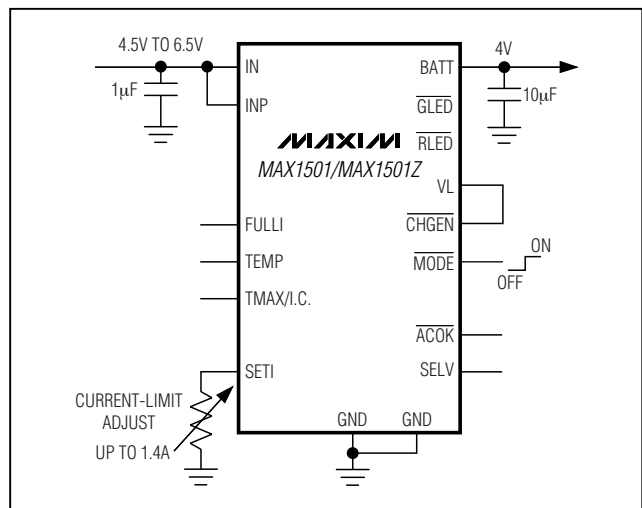 4.5V TO 6.5V
1µF
IN
INP
MAXIM
MAX1501/MAX1501Z
FULLI
TEMP
TMAX/I.C.
SETI
CURRENT-LIMIT
ADJUST
UP TO 1.4A
GND
GND
BATT
4V
10µF
GLED
RLED
VL
CHGEN
MODE
ON
OFF
ACOK
SELV